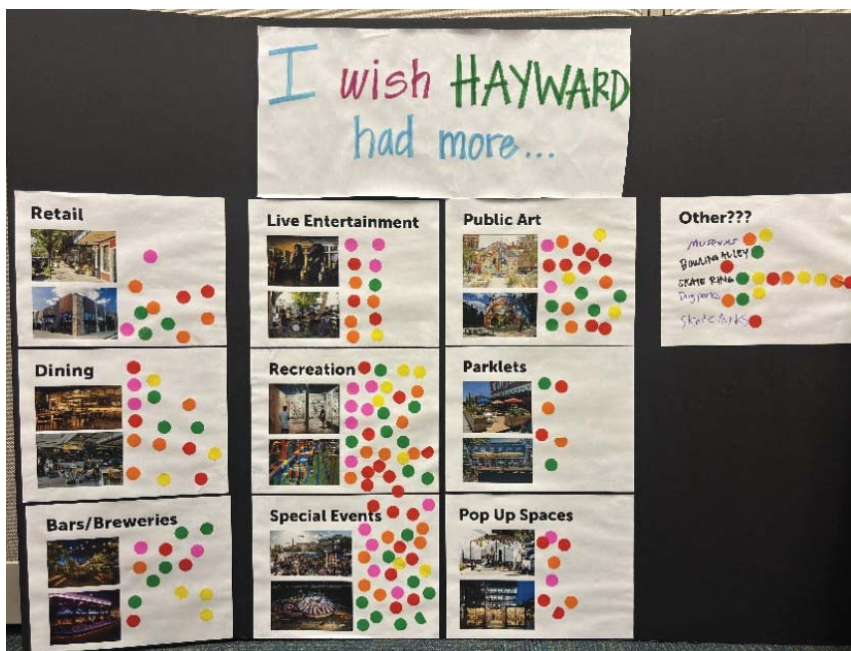 I wish HAYWARD
had more...
Retail
Live Entertainment
Public Art
Other???
Museums
BOWLING ALLEY
SKATE RING
Dog parks
Skate Parks
Dining
Recreation
Parklets
Bars/Breweries
Special Events
Pop Up Spaces